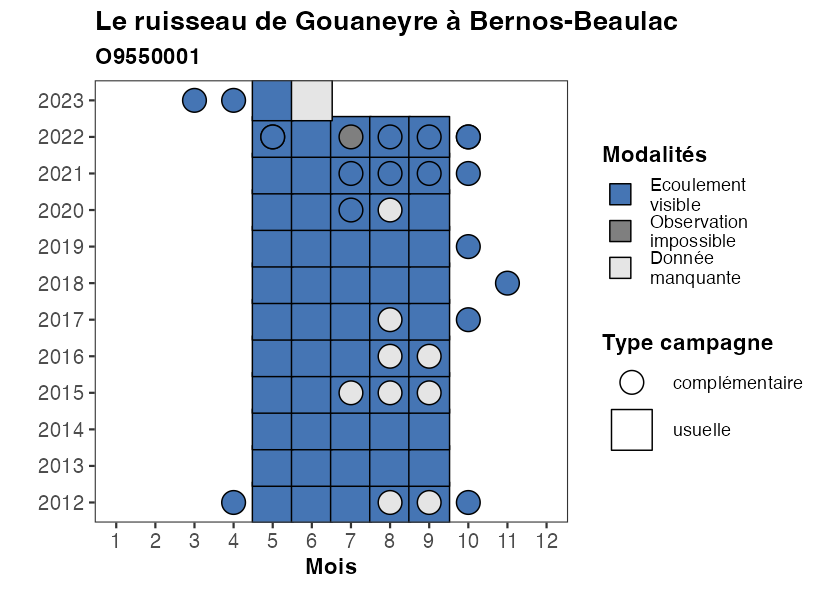 Le ruisseau de Gouaneyre à Bernos-Beaulac
O9550001
2023
2022
2021
2020
2019
2018
2017
2016
2015
2014
2013
2012
1 2 3 4 5 6 7 8 9 10 11 12
Mois
Modalités
Ecoulement
visible
Observation
impossible
Donnée
manquante
Type campagne
complémentaire
usuelle